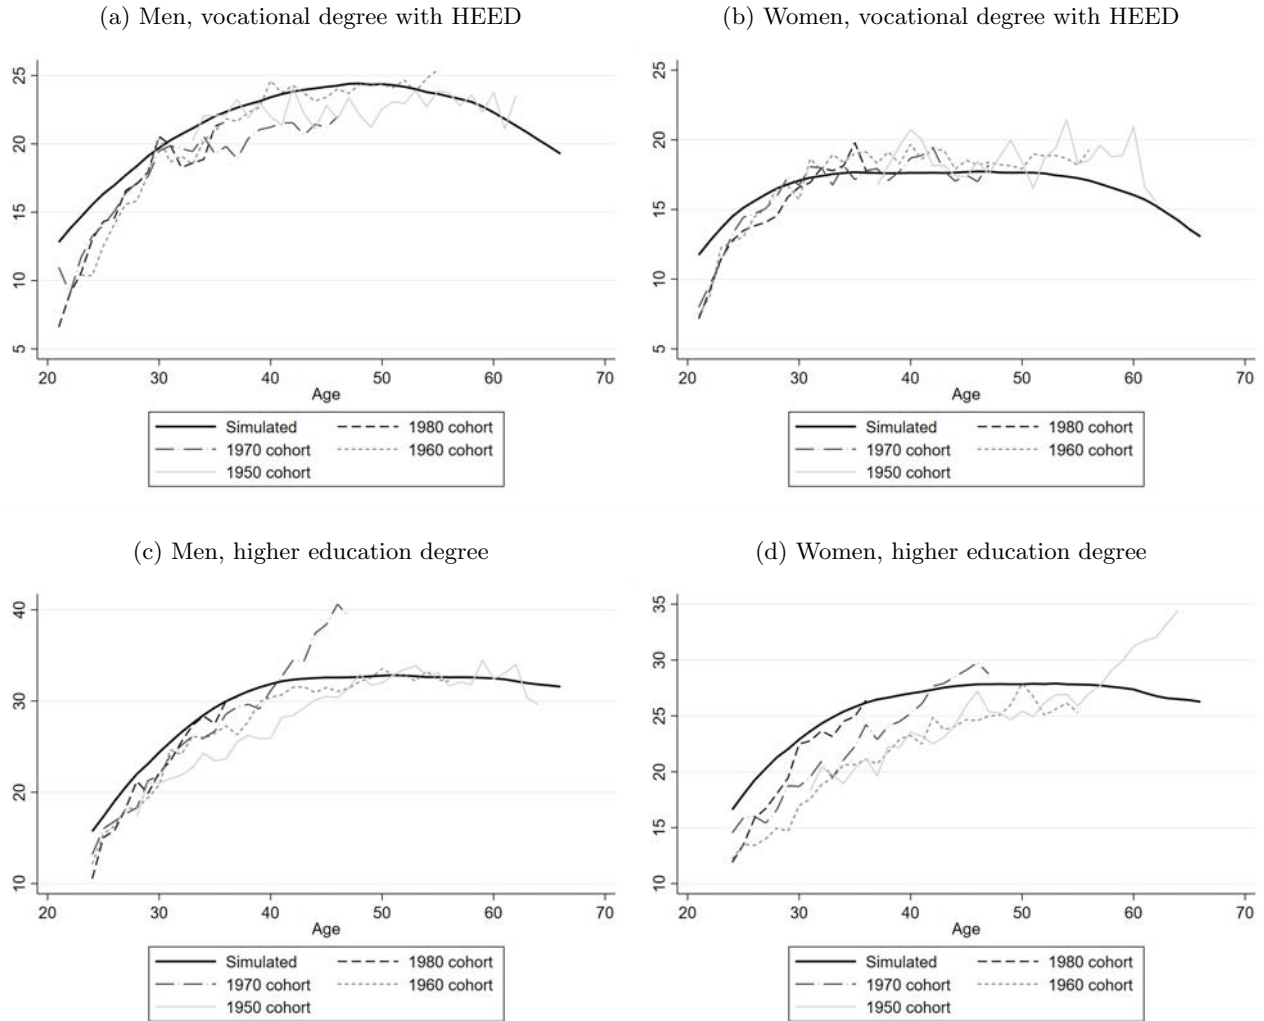 (a) Men, vocational degree with HEED
25
20
15
10
5
20 30 40 50 60 70
Age
Simulated 1980 cohort
1970 cohort 1960 cohort
1950 cohort
(b) Women, vocational degree with HEED
25
20
15
10
5
20 30 40 50 60 70
Age
Simulated 1980 cohort
1970 cohort 1960 cohort
1950 cohort
(c) Men, higher education degree
40
30
20
10
20 30 40 50 60 70
Age
Simulated 1980 cohort
1970 cohort 1960 cohort
1950 cohort
(d) Women, higher education degree
35
30
25
20
15
10
20 30 40 50 60 70
Age
Simulated 1980 cohort
1970 cohort 1960 cohort
1950 cohort